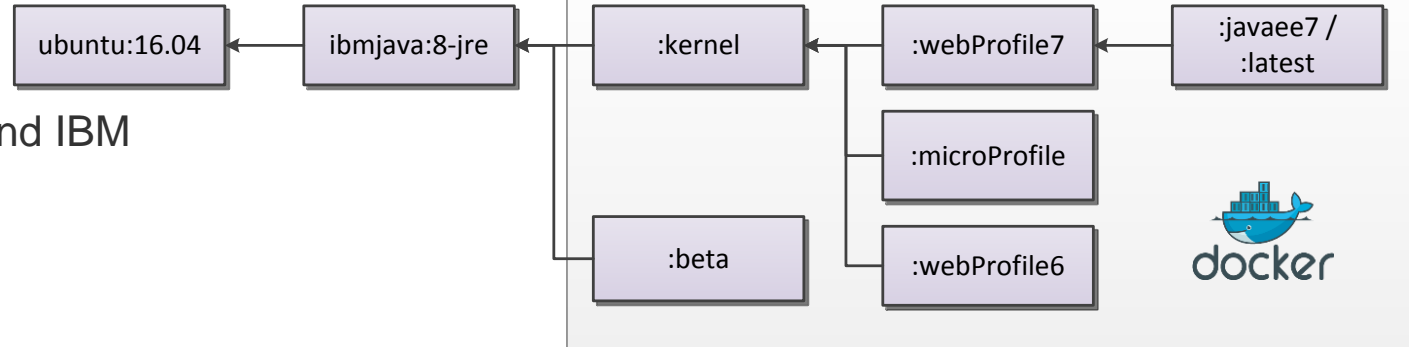 ubuntu:16.04
ibmjava:8-jre
:kernel
:webProfile7
:javaee7 /
:latest
nd IBM
:microProfile
:beta
:webProfile6
docker